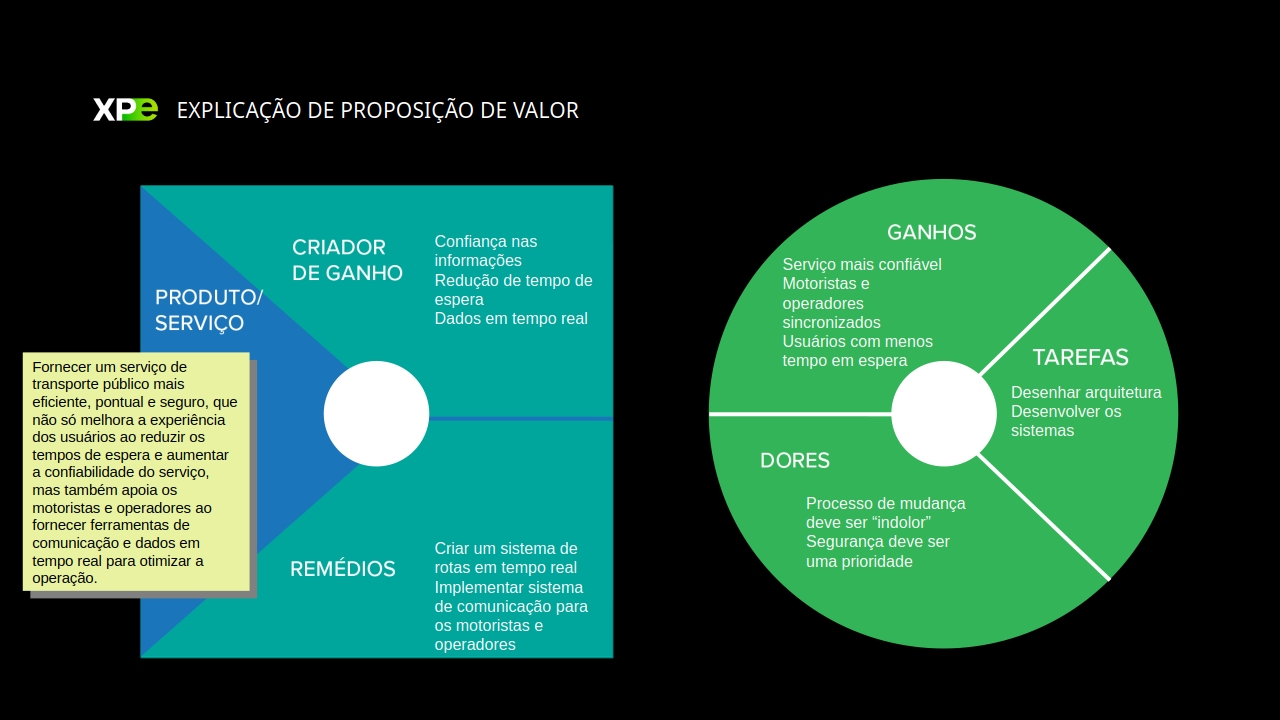 XPe EXPLICAÇÃO DE PROPOSIÇÃO DE VALOR
PRODUTO/
SERVIÇO
Fornecer um serviço de
transporte público mais
eficiente, pontual e seguro, que
não só melhora a experiência
dos usuários ao reduzir os
tempos de espera e aumentar
a confiabilidade do serviço,
mas também apoia os
motoristas e operadores ao
fornecer ferramentas de
comunicação e dados em
tempo real para otimizar a
operação.
CRIADOR
DE GANHO
Confiança nas
informações
Redução de tempo de
espera
Dados em tempo real
REMÉDIOS
Criar um sistema de
rotas em tempo real
Implementar sistema
de comunicação para
os motoristas e
operadores
GANHOS
Serviço mais confiável
Motoristas e
operadores
sincronizados
Usuários com menos
tempo em espera
TAREFAS
Desenhar arquitetura
Desenvolver os
sistemas
DORES
Processo de mudança
deve ser “indolor”
Segurança deve ser
uma prioridade